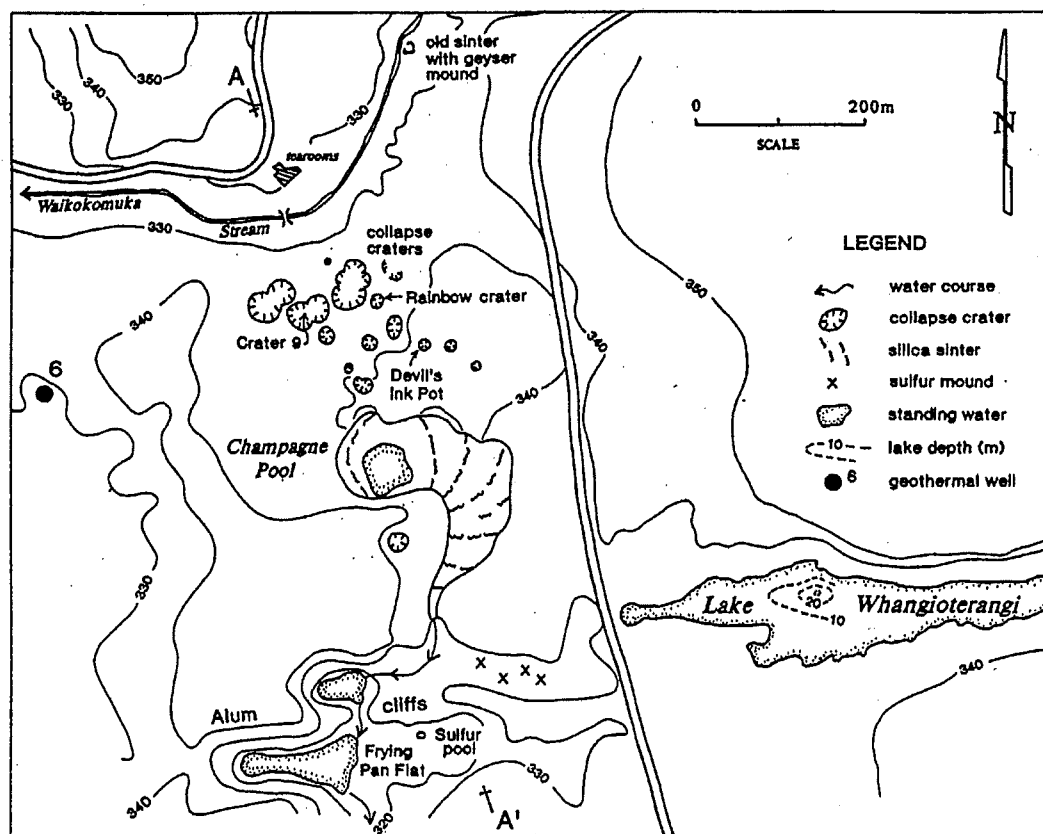 old sinter
with geyser
mound
350
340
330
A
330
tearooms
0 200m
SCALE
N
Waikokomuka
Stream
330
collapse
craters
Rainbow crater
Crater 9
Devil's
Ink Pot
340
6
340
340
350
LEGEND
water course
collapse crater
silica sinter
sulfur mound
standing water
10 lake depth (m)
6 geothermal well
Champagne
Pool
330
Lake Whangioterangi
20
10
340
Alum cliffs
Sulfur
pool
Frying
Pan Flat
340
320
330
A'